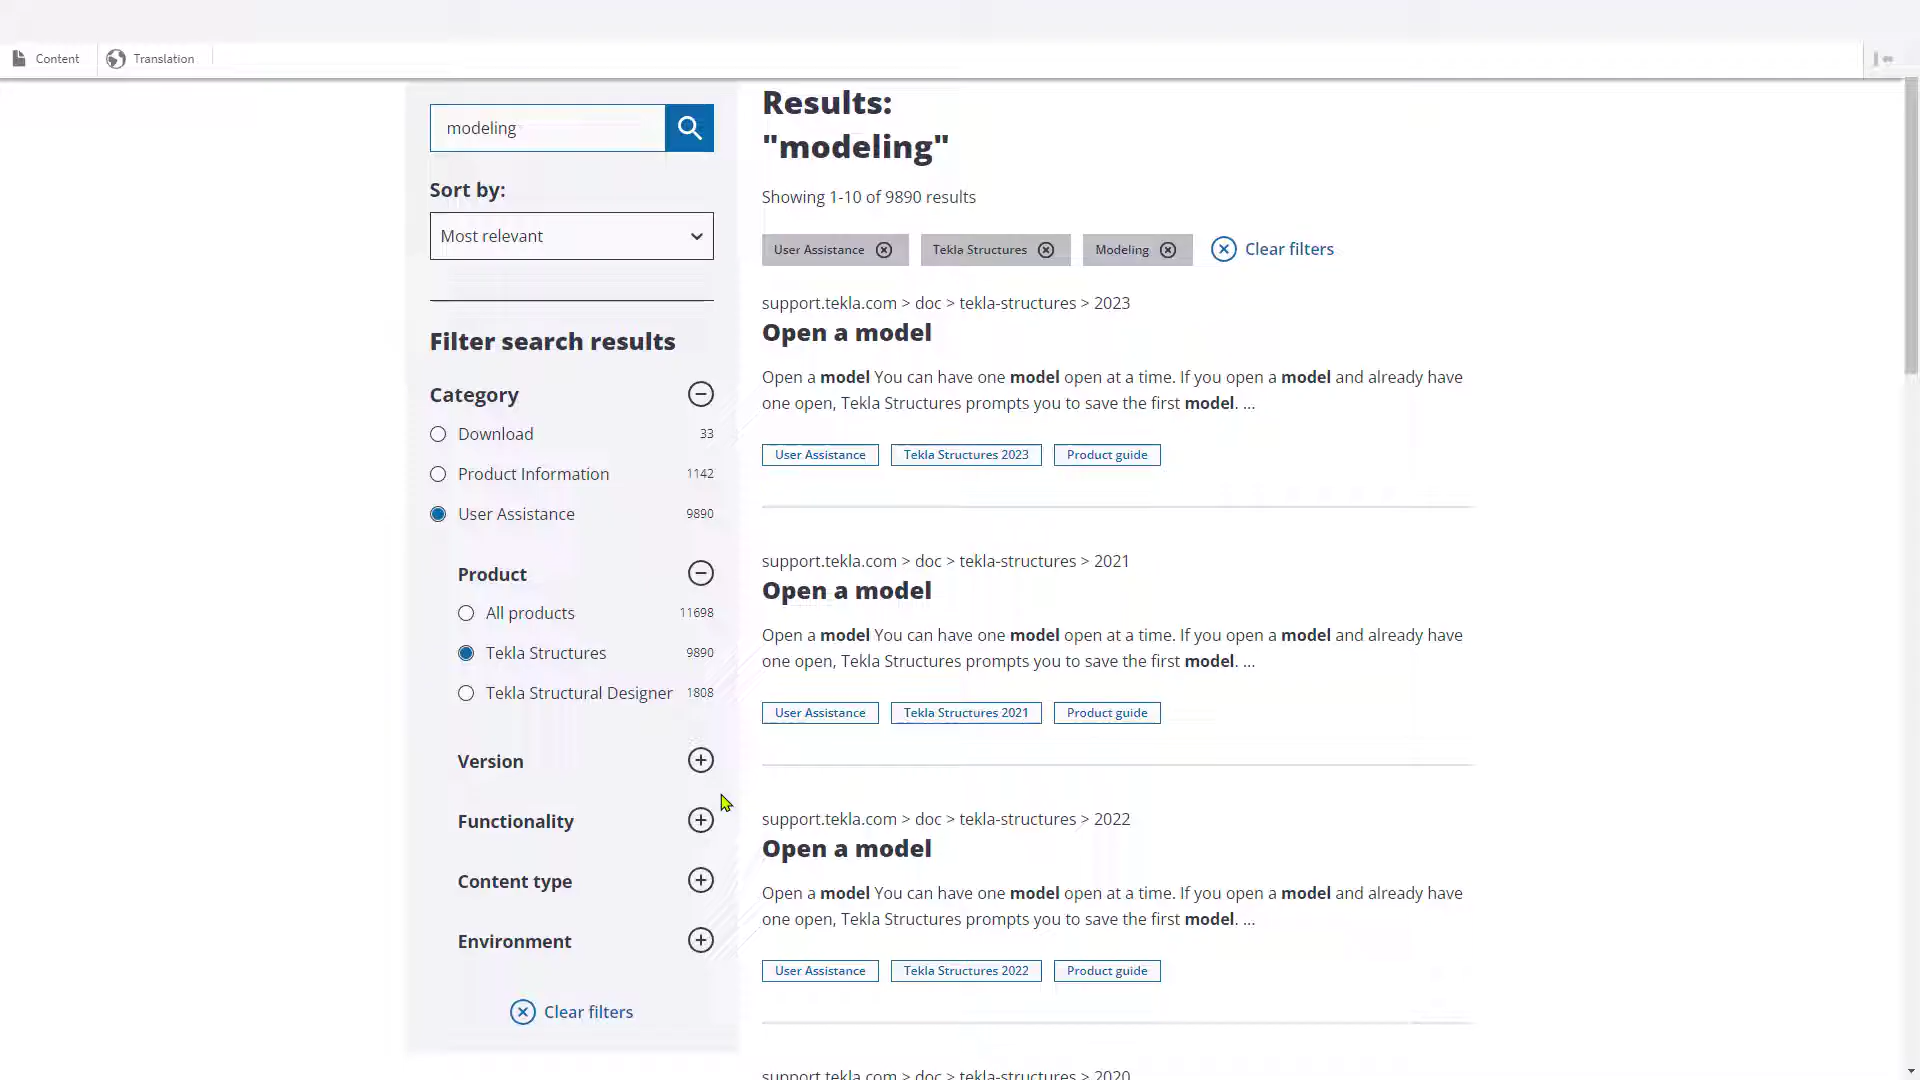 Content
Translation
modeling
Sort by:
Most relevant
Filter search results
Category
Download 33
Product Information 1142
User Assistance 9890
Product
All products 11698
Tekla Structures 9890
Tekla Structural Designer 1808
Version
Functionality
Content type
Environment
Clear filters
Results:
"modeling"
Showing 1-10 of 9890 results
User Assistance Tekla Structures Modeling Clear filters
support.tekla.com > doc > tekla-structures > 2023
Open a model
Open a model You can have one model open at a time. If you open a model and already have
one open, Tekla Structures prompts you to save the first model. ...
User Assistance Tekla Structures 2023 Product guide
support.tekla.com > doc > tekla-structures > 2021
Open a model
Open a model You can have one model open at a time. If you open a model and already have
one open, Tekla Structures prompts you to save the first model. ...
User Assistance Tekla Structures 2021 Product guide
support.tekla.com > doc > tekla-structures > 2022
Open a model
Open a model You can have one model open at a time. If you open a model and already have
one open, Tekla Structures prompts you to save the first model. ...
User Assistance Tekla Structures 2022 Product guide
support.tekla.com > doc > tekla-structures > 2020